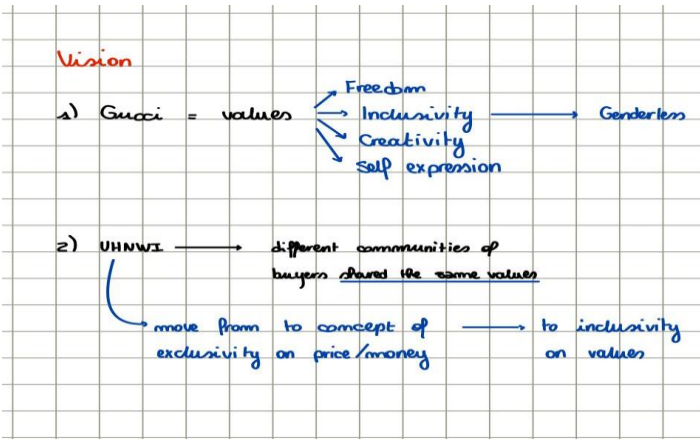 Vision
Freedom
1) Gucci = values → Inclusivity → Genderless
Creativity
Self expression
2) UHNWI → different communities of
buyers shared the same values
move from to comcept of → to inclusivity
exclusivity on price/money on values